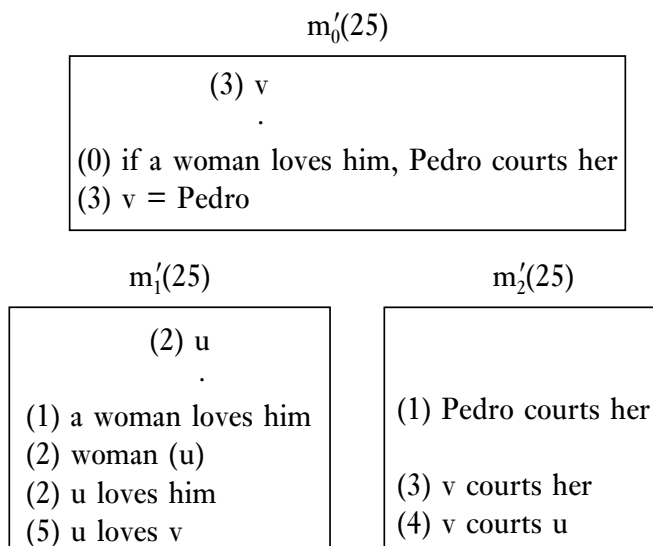 m′₀(25)
(3) v
.
(0) if a woman loves him, Pedro courts her
(3) v = Pedro
m′₁(25)
(2) u
.
(1) a woman loves him
(2) woman (u)
(2) u loves him
(5) u loves v
m′₂(25)
(1) Pedro courts her
(3) v courts her
(4) v courts u